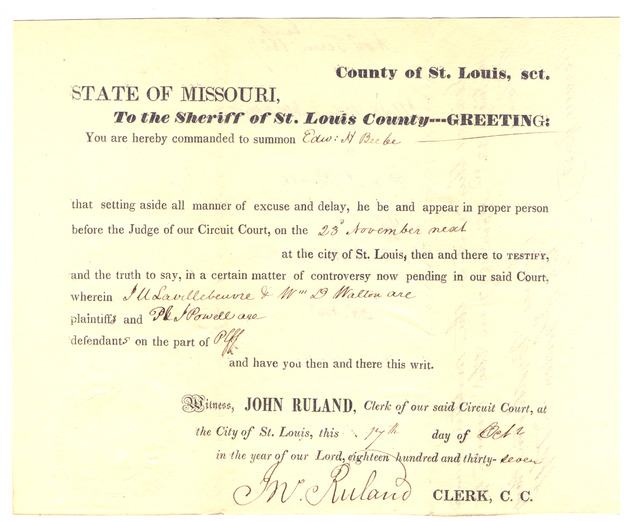 County of St. Louis, sct.
STATE OF MISSOURI,
To the Sheriff of St. Louis County---GREETING:
You are hereby commanded to summon Edw: H Beebe
that setting aside all manner of excuse and delay, he be and appear in proper person
before the Judge of our Circuit Court, on the 23d November next
at the city of St. Louis, then and there to TESTIFY,
and the truth to say, in a certain matter of controversy now pending in our said Court,
wherein J U Lavillebeuvre & Wm D Walton are
plaintiffs and P J Powell are
defendants on the part of Plff
and have you then and there this writ.
Witness, JOHN RULAND, Clerk of our said Circuit Court, at
the City of St. Louis, this 17th day of Octr
in the year of our Lord, eighteen hundred and thirty-seven
Jno. Ruland CLERK, C. C.